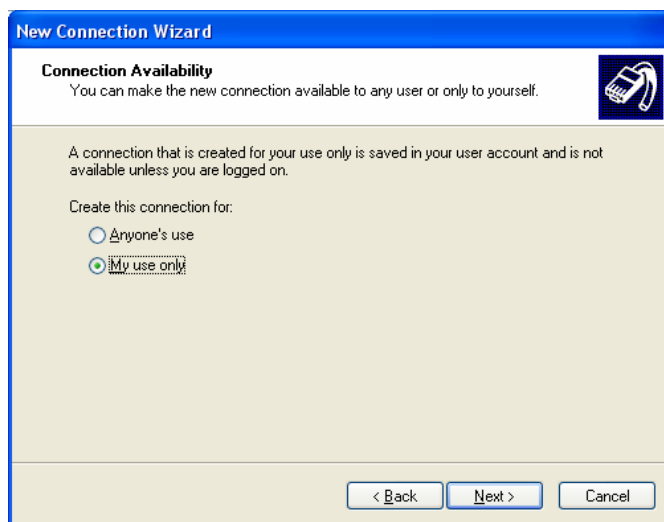 New Connection Wizard
Connection Availability
You can make the new connection available to any user or only to yourself.
A connection that is created for your use only is saved in your user account and is not
available unless you are logged on.
Create this connection for:
Anyone's use
My use only
< Back
Next >
Cancel